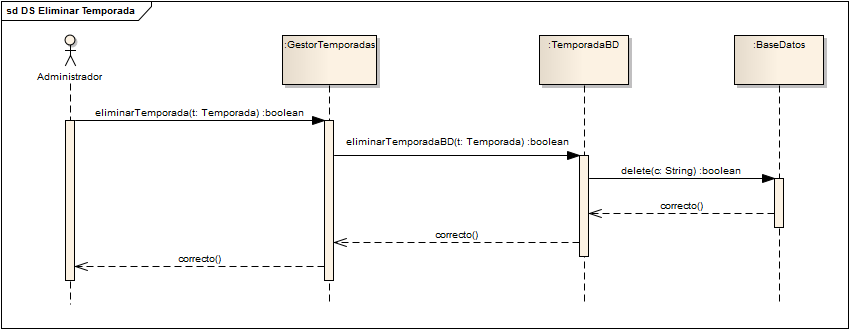 sd DS Eliminar Temporada
:GestorTemporadas
:TemporadaBD
:BaseDatos
Administrador
eliminarTemporada(t: Temporada) :boolean
eliminarTemporadaBD(t: Temporada) :boolean
delete(c: String) :boolean
correcto()
correcto()
correcto()